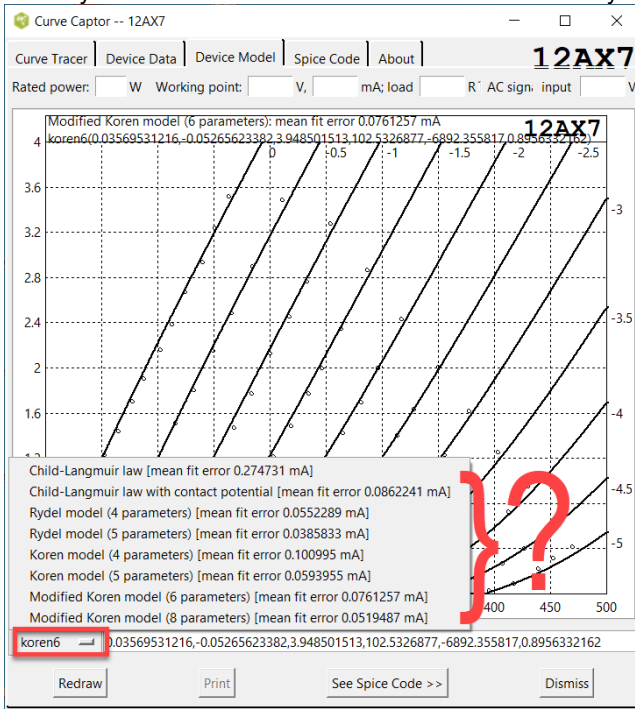 Curve Captor -- 12AX7
Curve Tracer Device Data Device Model Spice Code About 12AX7
Rated power: W Working point: V, mA; load R AC sign. input V
Modified Koren model (6 parameters): mean fit error 0.0761257 mA 12AX7
koren6(0.03569531216,-0.05265623382,3.948501513,102.5326877,-6892.355817,0.8956332162)
4 0 -0.5 -1 -1.5 -2 -2.5
3.6
-3
3.2
2.8
2.4
-3.5
2
1.6
-4
1.2
Child-Langmuir law [mean fit error 0.274731 mA]
Child-Langmuir law with contact potential [mean fit error 0.0862241 mA]
-4.5
Rydel model (4 parameters) [mean fit error 0.0552289 mA]
Rydel model (5 parameters) [mean fit error 0.0385833 mA]
-5
Koren model (4 parameters) [mean fit error 0.100995 mA]
Koren model (5 parameters) [mean fit error 0.0593955 mA]
Modified Koren model (6 parameters) [mean fit error 0.0761257 mA]
Modified Koren model (8 parameters) [mean fit error 0.0519487 mA]
}?
400 450 500
koren6 0.03569531216,-0.05265623382,3.948501513,102.5326877,-6892.355817,0.8956332162
Redraw Print See Spice Code >> Dismiss